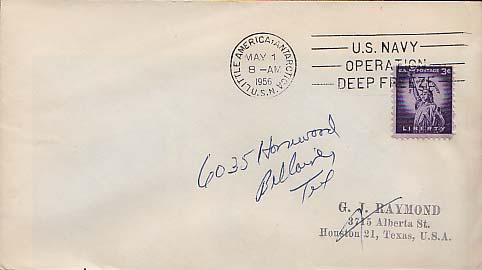 LITTLE AMERICA·ANTARCTICA
MAY 1
8-AM
1956
U.S.N.
U.S. NAVY
OPERATION
DEEP FREEZE
U.S. POSTAGE 3¢
LIBERTY
6035 Hornwood
Bellaire,
Tex
G. J. RAYMOND
3715 Alberta St.
Houston 21, Texas, U.S.A.